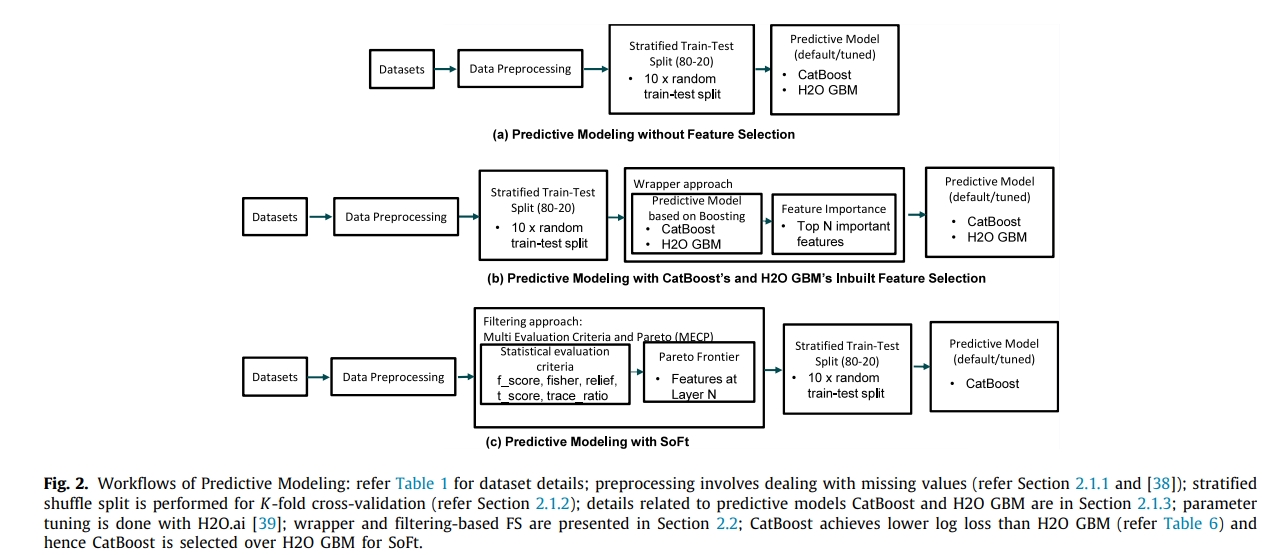 Datasets
Data Preprocessing
Stratified Train-Test
Split (80-20)
• 10 x random
train-test split
Predictive Model
(default/tuned)
• CatBoost
• H2O GBM
(a) Predictive Modeling without Feature Selection
Datasets
Data Preprocessing
Stratified Train-Test
Split (80-20)
• 10 x random
train-test split
Wrapper approach
Predictive Model
based on Boosting
• CatBoost
• H2O GBM
Feature Importance
• Top N important
features
Predictive Model
(default/tuned)
• CatBoost
• H2O GBM
(b) Predictive Modeling with CatBoost's and H2O GBM's Inbuilt Feature Selection
Datasets
Data Preprocessing
Filtering approach:
Multi Evaluation Criteria and Pareto (MECP)
Statistical evaluation
criteria
f_score, fisher, relief,
t_score, trace_ratio
Pareto Frontier
• Features at
Layer N
Stratified Train-Test
Split (80-20)
• 10 x random
train-test split
Predictive Model
(default/tuned)
• CatBoost
(c) Predictive Modeling with SoFt
Fig. 2. Workflows of Predictive Modeling: refer Table 1 for dataset details; preprocessing involves dealing with missing values (refer Section 2.1.1 and [38]); stratified
shuffle split is performed for K-fold cross-validation (refer Section 2.1.2); details related to predictive models CatBoost and H2O GBM are in Section 2.1.3; parameter
tuning is done with H2O.ai [39]; wrapper and filtering-based FS are presented in Section 2.2; CatBoost achieves lower log loss than H2O GBM (refer Table 6) and
hence CatBoost is selected over H2O GBM for SoFt.